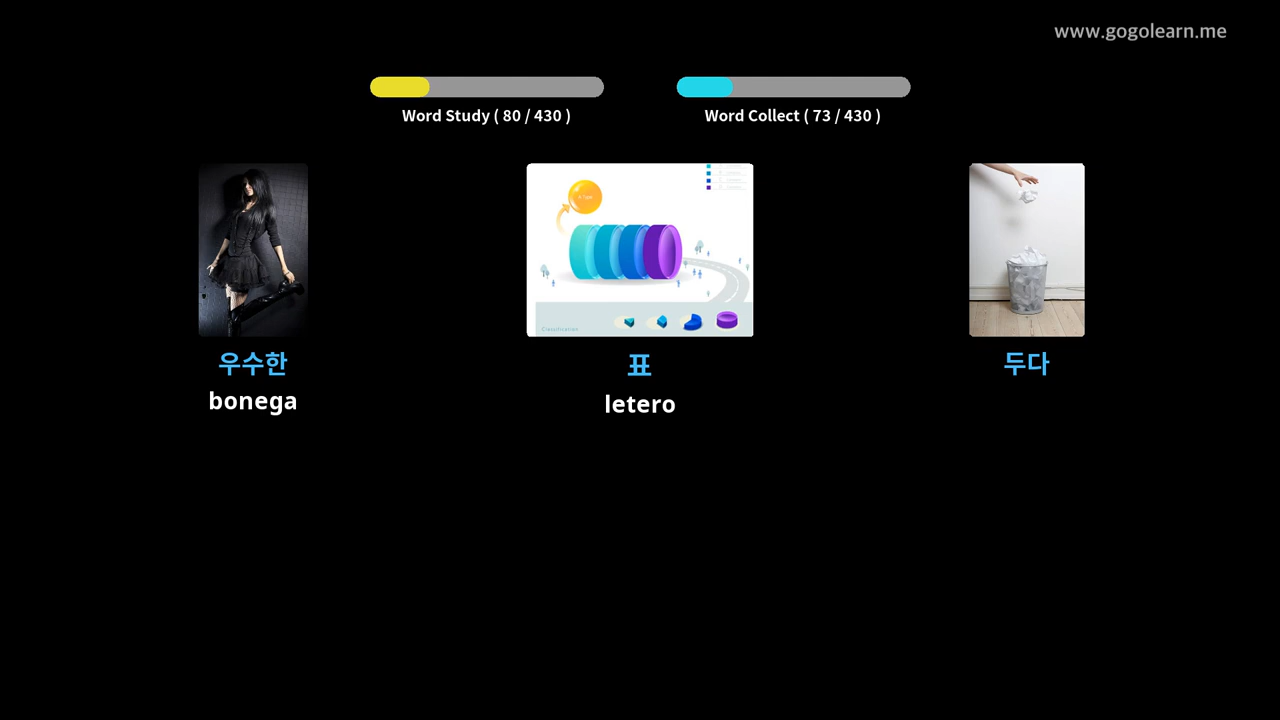 www.gogolearn.me
Word Study ( 80 / 430 )
Word Collect ( 73 / 430 )
우수한
표
두다
bonega
letero
Classification